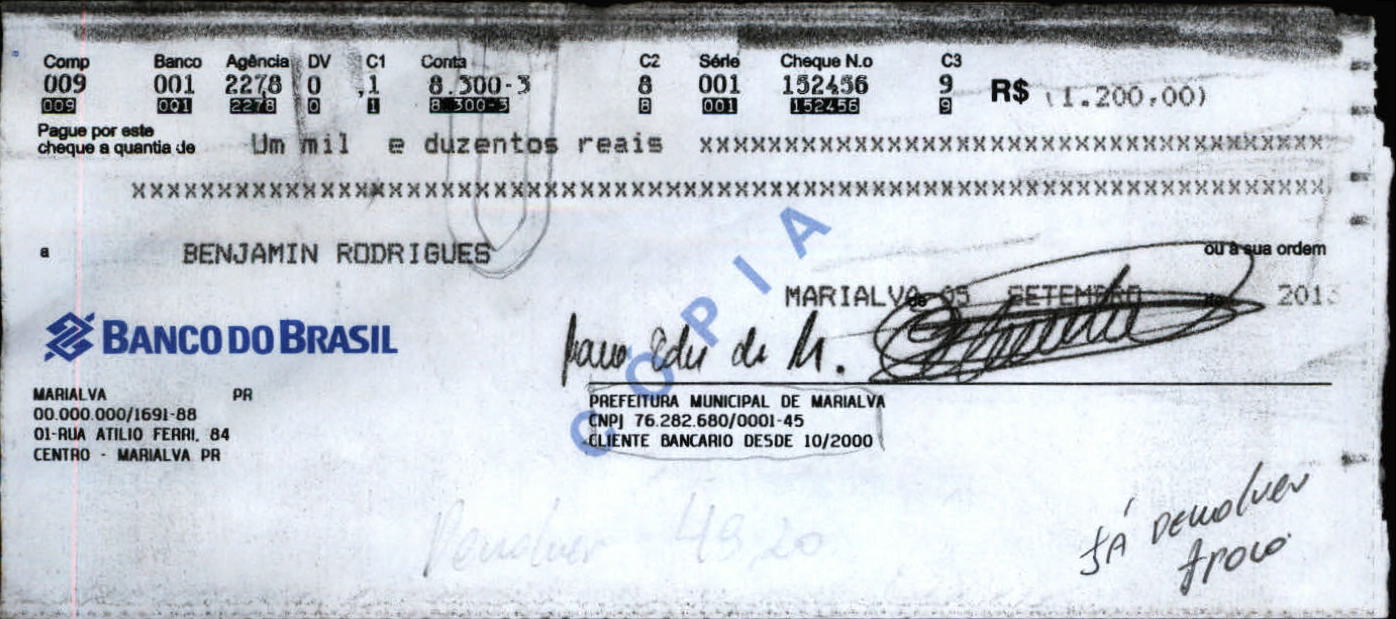 Comp Banco Agência DV C1 Conta C2 Série Cheque N.o C3
009 001 2278 0 1 8.300-3 8 001 152456 9 R$ (1.200,00)
009 001 2278 0 1 8 300-3 8 001 152456 9
Pague por este
cheque a quantia de Um mil e duzentos reais xxxxxxxxxxxxxxxxxxxxxxxxxxxxxxxxxxxxxxxxxxx
xxxxxxxxxxxxxxxxxxxxxxxxxxxxxxxxxxxxxxxxxxxxxxxxxxxxxxxxxxxxxxxxxxxxxxxxxxxxxxxx
a BENJAMIN RODRIGUES ou à sua ordem
MARIALVA 05 SETEMBRO 2013
BANCO DO BRASIL
COPIA
MARIALVA PR
00.000.000/1691-88
01-RUA ATILIO FERRI, 84
CENTRO - MARIALVA PR
PREFEITURA MUNICIPAL DE MARIALVA
CNPJ 76.282.680/0001-45
CLIENTE BANCARIO DESDE 10/2000
Devolver 49,20
JÁ DEVOLVER